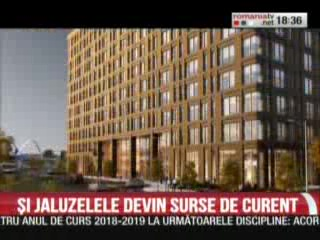 romaniatv
.net
18:36
ȘI JALUZELELE DEVIN SURSE DE CURENT
TRU ANUL DE CURS 2018-2019 LA URMĂTOARELE DISCIPLINE: ACOR